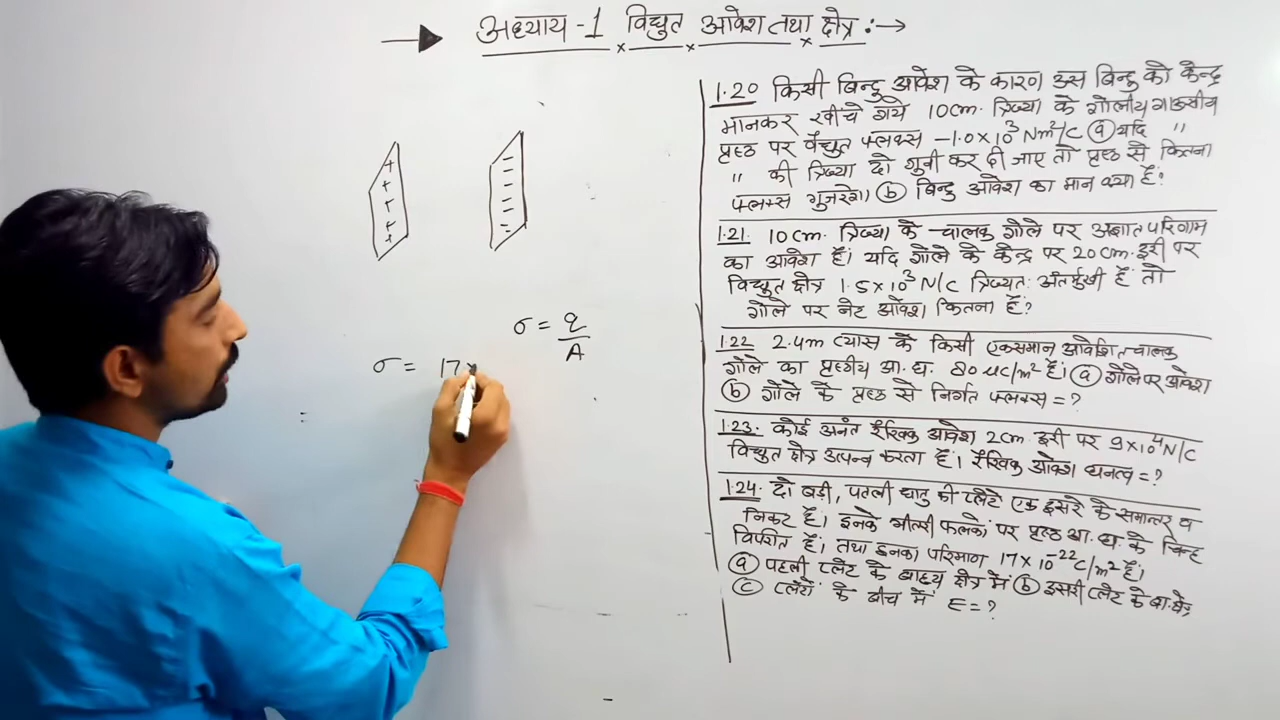 अध्याय -1 विद्युत आवेश तथा क्षेत्र :→
1.20 किसी बिन्दु आवेश के कारण उस बिन्दु को केन्द्र
मानकर खींचे गये 10cm. त्रिज्या के गोलीय गाऊसीय
पृष्ठ पर वैद्युत फ्लक्स -1.0×10³ Nm²/C ⓐ यदि "
" की त्रिज्या दो गुनी कर दी जाए तो पृष्ठ से कितना
फ्लक्स गुजरेगा ⓑ बिन्दु आवेश का मान क्या है?
1.21. 10cm. त्रिज्या के चालक गोले पर अज्ञात परिणाम
का आवेश है। यदि गोले के केन्द्र पर 20cm. दूरी पर
विद्युत क्षेत्र 1.5×10³ N/C त्रिज्यतः अंतर्मुखी है तो
गोले पर नेट आवेश कितना है?
1.22 2.4m व्यास के किसी एकसमान आवेशित चालक
गोले का पृष्ठीय आ.घ. 80 μC/m² है। ⓐ गोले पर आवेश
ⓑ गोले के पृष्ठ से निर्गत फ्लक्स = ?
1.23. कोई अनंत रैखिक आवेश 2cm दूरी पर 9×10⁴ N/C
विद्युत क्षेत्र उत्पन्न करता है। रैखिक आवेश घनत्व = ?
1.24. दो बड़ी, पतली धातु की प्लेटें एक दूसरे के समान्तर व
निकट हैं। इनके भीतरी फलकों पर पृष्ठ आ.घ. के चिन्ह
विपरीत हैं। तथा इनका परिमाण 17×10⁻²² C/m² है।
ⓐ पहली प्लेट के बाह्य क्षेत्र में ⓑ दूसरी प्लेट के बा. क्षेत्र
ⓒ प्लेटों के बीच में E = ?
+ −
+ −
+ −
+ −
+ −
σ = q/A
σ = 17×